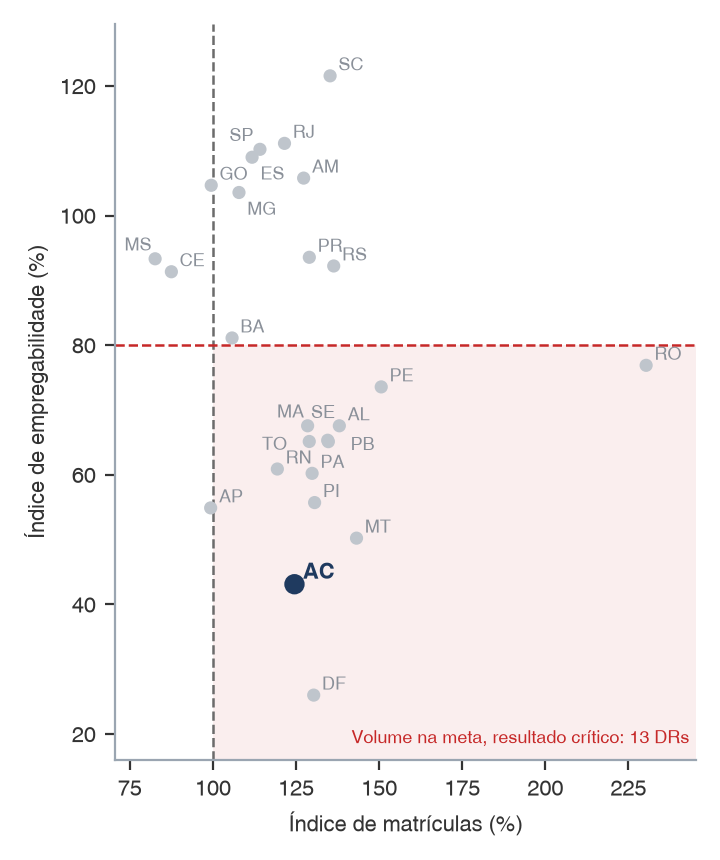 120
100
80
60
40
20
75
100
125
150
175
200
225
Índice de empregabilidade (%)
Índice de matrículas (%)
SC
SP
RJ
GO
ES
AM
MG
MS
CE
PR
RS
BA
RO
PE
MA
SE
AL
TO
PB
RN
PA
AP
PI
MT
AC
DF
Volume na meta, resultado crítico: 13 DRs